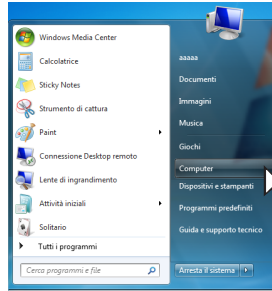 Windows Media Center
Calcolatrice
Sticky Notes
Strumento di cattura
Paint
Connessione Desktop remoto
Lente di ingrandimento
Attività iniziali
Solitario
Tutti i programmi
Cerca programmi e file
aaaaa
Documenti
Immagini
Musica
Giochi
Computer
Dispositivi e stampanti
Programmi predefiniti
Guida e supporto tecnico
Arresta il sistema